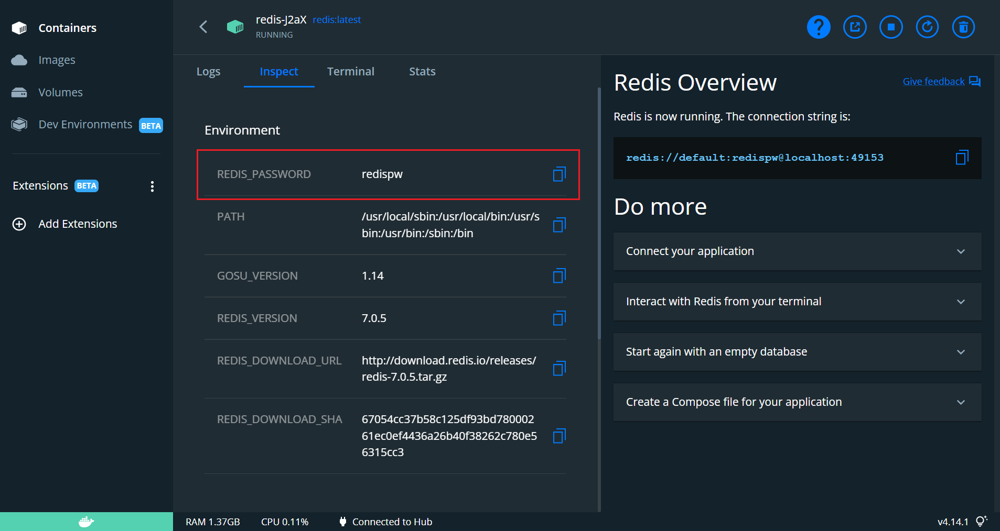 Containers
Images
Volumes
Dev Environments BETA
Extensions BETA
Add Extensions
redis-J2aX redis:latest
RUNNING
?
Logs Inspect Terminal Stats
Environment
REDIS_PASSWORD redispw
PATH /usr/local/sbin:/usr/local/bin:/usr/s
bin:/usr/bin:/sbin:/bin
GOSU_VERSION 1.14
REDIS_VERSION 7.0.5
REDIS_DOWNLOAD_URL http://download.redis.io/releases/
redis-7.0.5.tar.gz
REDIS_DOWNLOAD_SHA 67054cc37b58c125df93bd780002
61ec0ef4436a26b40f38262c780e5
6315cc3
Redis Overview
Give feedback
Redis is now running. The connection string is:
redis://default:redispw@localhost:49153
Do more
Connect your application
Interact with Redis from your terminal
Start again with an empty database
Create a Compose file for your application
RAM 1.37GB CPU 0.11% Connected to Hub
v4.14.1